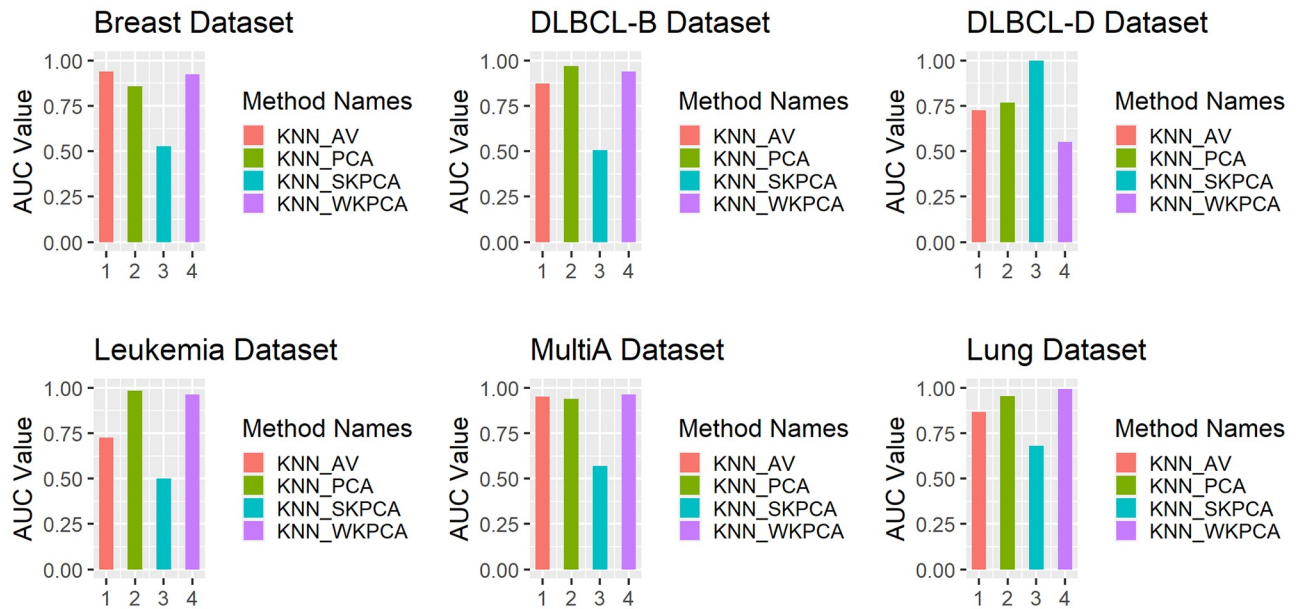 Breast Dataset
AUC Value
1.00
0.75
0.50
0.25
0.00
1 2 3 4
Method Names
KNN_AV
KNN_PCA
KNN_SKPCA
KNN_WKPCA
DLBCL-B Dataset
AUC Value
1.00
0.75
0.50
0.25
0.00
1 2 3 4
Method Names
KNN_AV
KNN_PCA
KNN_SKPCA
KNN_WKPCA
DLBCL-D Dataset
AUC Value
1.00
0.75
0.50
0.25
0.00
1 2 3 4
Method Names
KNN_AV
KNN_PCA
KNN_SKPCA
KNN_WKPCA
Leukemia Dataset
AUC Value
1.00
0.75
0.50
0.25
0.00
1 2 3 4
Method Names
KNN_AV
KNN_PCA
KNN_SKPCA
KNN_WKPCA
MultiA Dataset
AUC Value
1.00
0.75
0.50
0.25
0.00
1 2 3 4
Method Names
KNN_AV
KNN_PCA
KNN_SKPCA
KNN_WKPCA
Lung Dataset
AUC Value
1.00
0.75
0.50
0.25
0.00
1 2 3 4
Method Names
KNN_AV
KNN_PCA
KNN_SKPCA
KNN_WKPCA